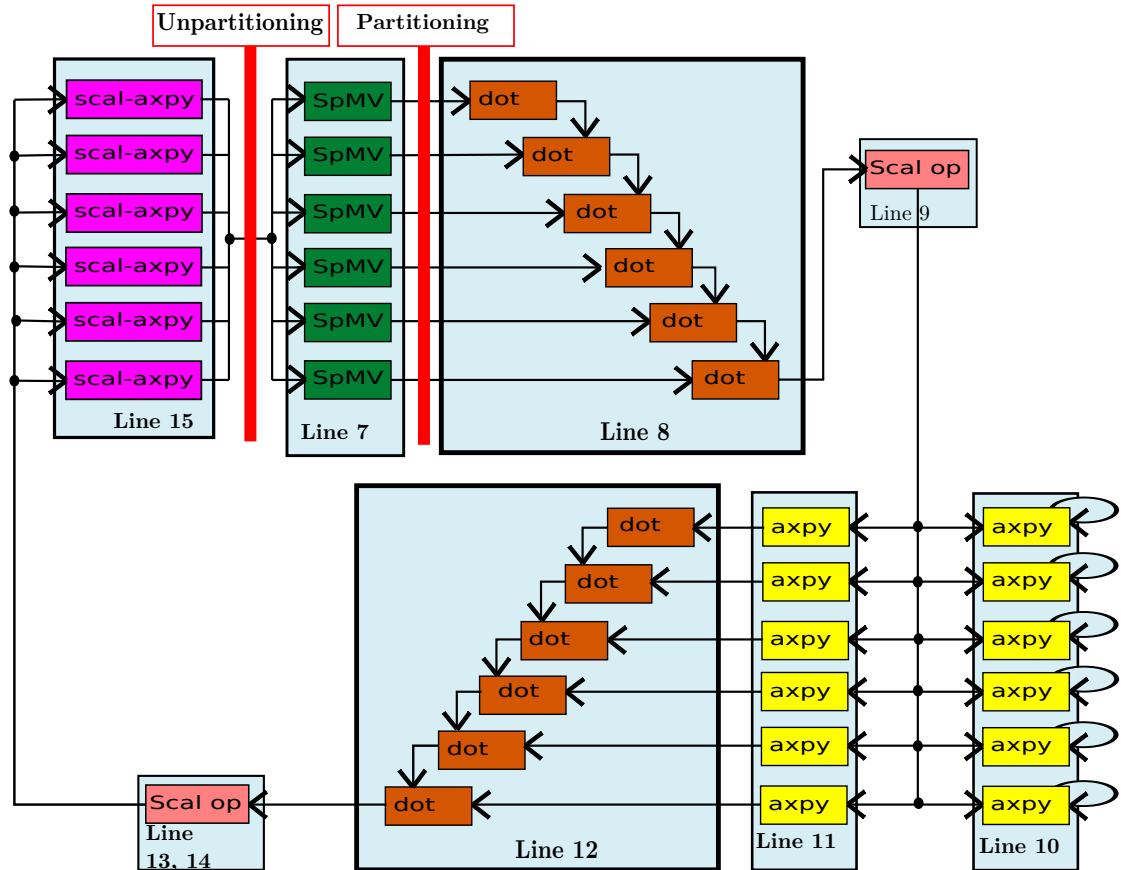 Unpartitioning Partitioning
scal-axpy SpMV dot
scal-axpy SpMV dot Scal op
scal-axpy SpMV dot Line 9
scal-axpy SpMV dot
scal-axpy SpMV dot
scal-axpy SpMV dot
Line 15 Line 7 Line 8
dot axpy axpy
dot axpy axpy
dot axpy axpy
dot axpy axpy
dot axpy axpy
Scal op dot axpy axpy
Line
13, 14
Line 12 Line 11 Line 10